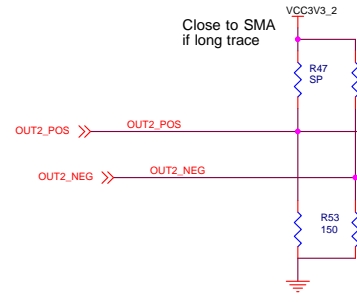 VCC3V3_2
Close to SMA
if long trace
R47
SP
OUT2_POS
OUT2_POS
OUT2_NEG
OUT2_NEG
R53
150